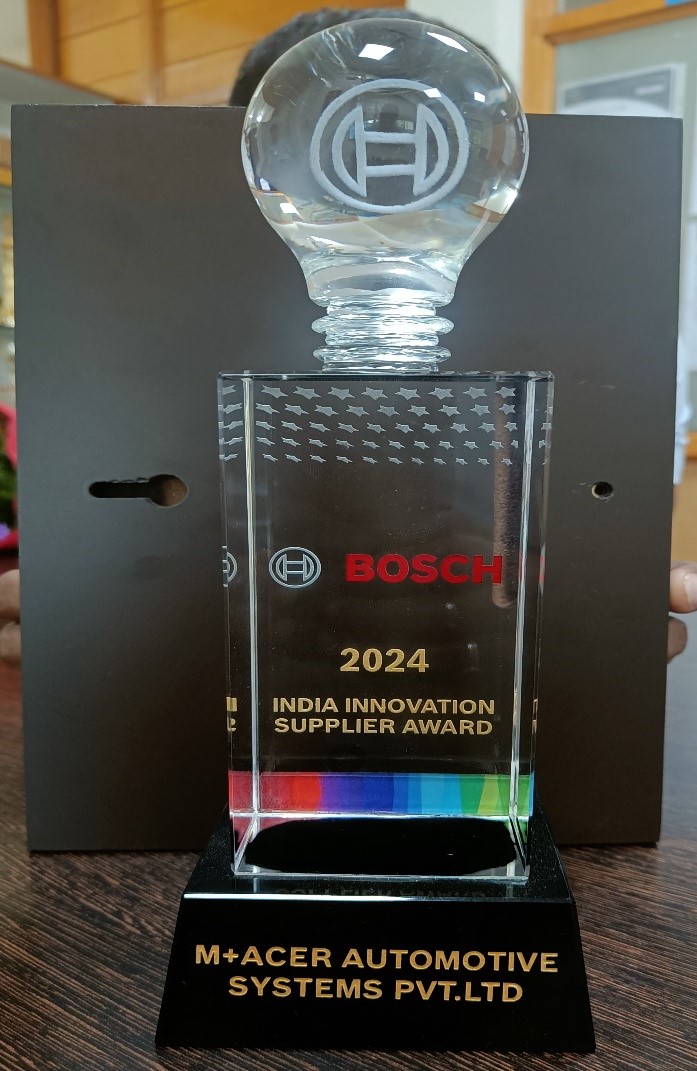 BOSCH
2024
INDIA INNOVATION
SUPPLIER AWARD
M+ACER AUTOMOTIVE
SYSTEMS PVT.LTD